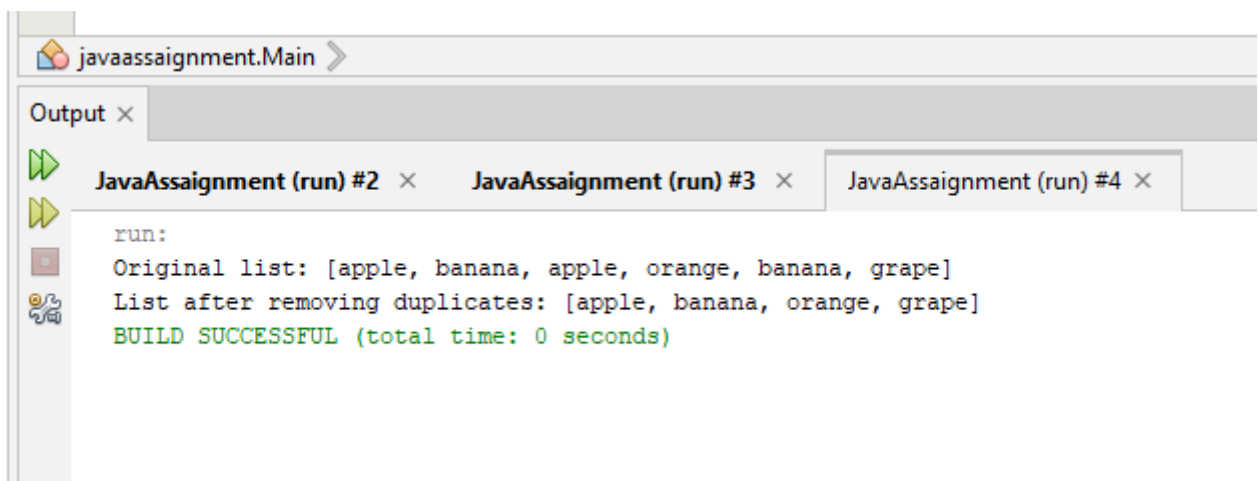 javaassaignment.Main
Output
JavaAssaignment (run) #2 JavaAssaignment (run) #3 JavaAssaignment (run) #4
run:
Original list: [apple, banana, apple, orange, banana, grape]
List after removing duplicates: [apple, banana, orange, grape]
BUILD SUCCESSFUL (total time: 0 seconds)